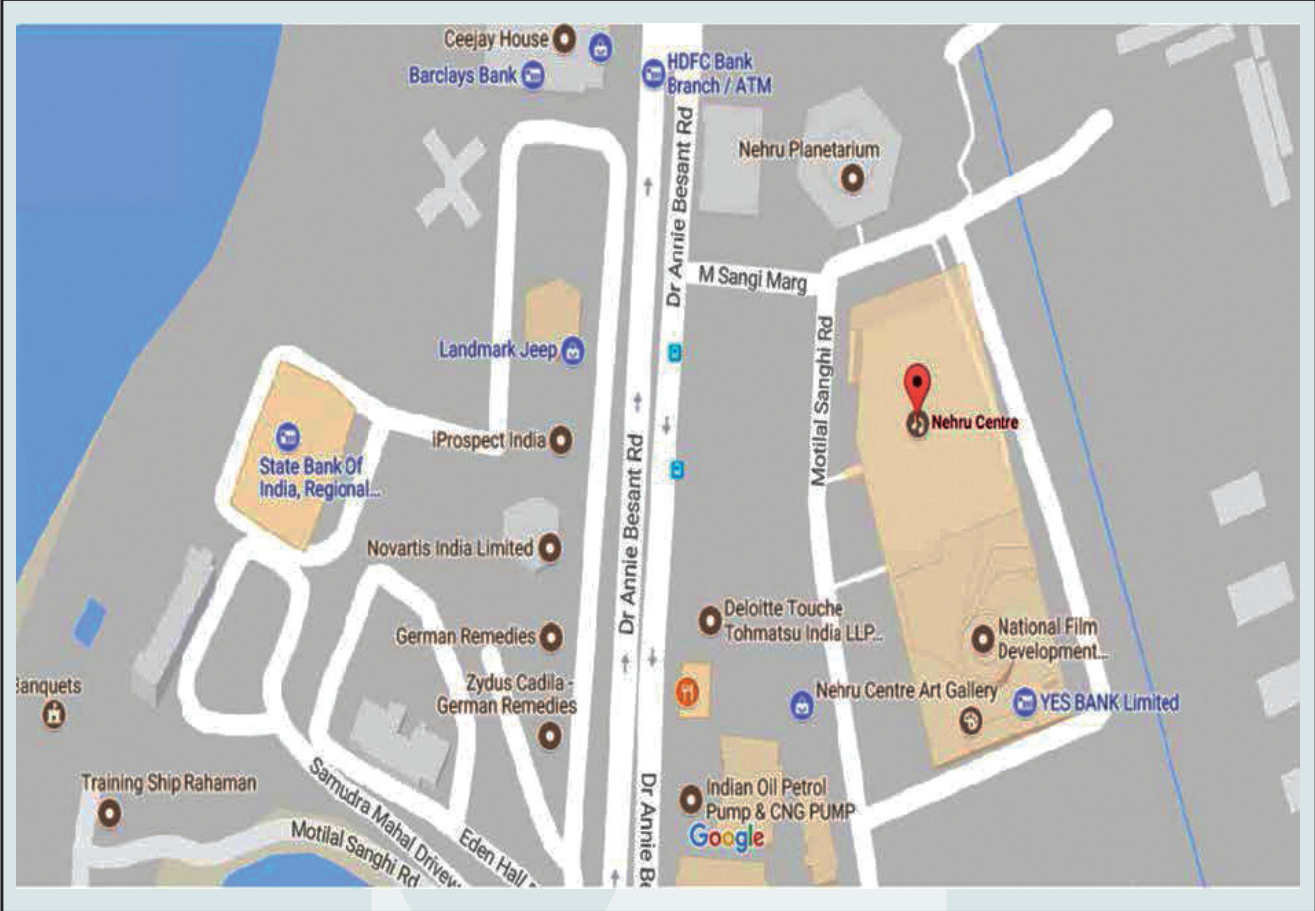 Ceejay House
Barclays Bank
HDFC Bank
Branch / ATM
Dr Annie Besant Rd
Nehru Planetarium
M Sangi Marg
Landmark Jeep
Motilal Sanghi Rd
Nehru Centre
iProspect India
State Bank Of
India, Regional...
Dr Annie Besant Rd
Novartis India Limited
Deloitte Touche
Tohmatsu India LLP...
German Remedies
National Film
Development...
Zydus Cadila -
German Remedies
Banquets
Nehru Centre Art Gallery
YES BANK Limited
Training Ship Rahaman
Samudra Mahal
Motilal Sanghi Rd
Eden Hall
Dr Annie
Indian Oil Petrol
Pump & CNG PUMP
Google